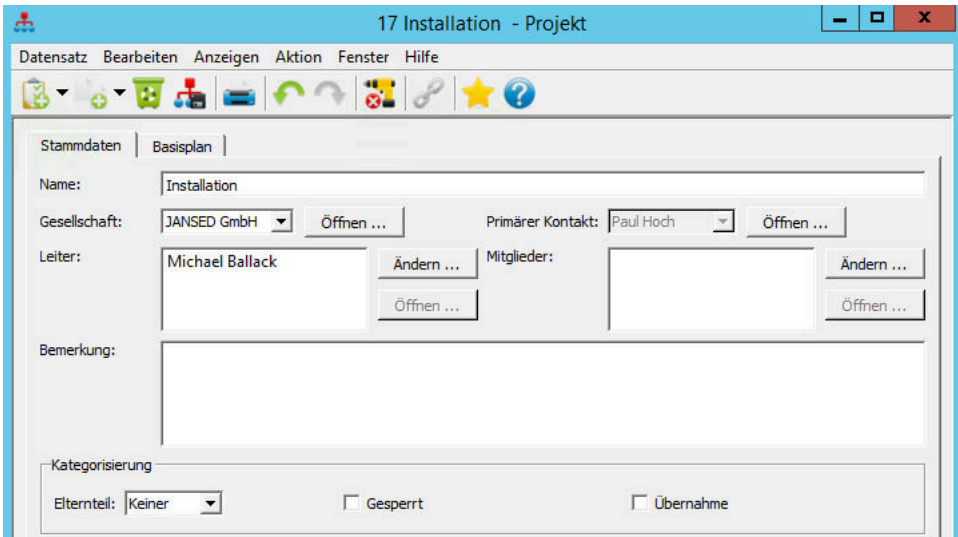 17 Installation - Projekt
Datensatz Bearbeiten Anzeigen Aktion Fenster Hilfe
Stammdaten Basisplan
Name: Installation
Gesellschaft: JANSED GmbH Öffnen ... Primärer Kontakt: Paul Hoch Öffnen ...
Leiter: Michael Ballack Ändern ... Mitglieder: Ändern ...
Öffnen ... Öffnen ...
Bemerkung:
Kategorisierung
Elternteil: Keiner Gesperrt Übernahme